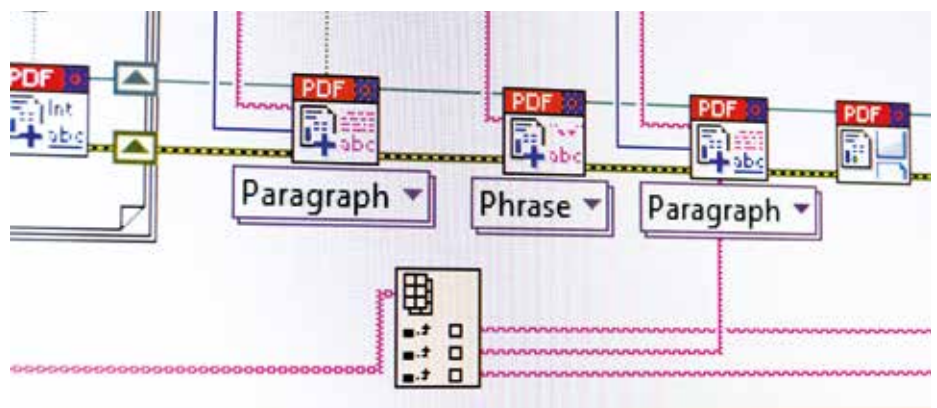 PDF
Int
abc
PDF
abc
Paragraph
PDF
abc
Phrase
PDF
abc
Paragraph
PDF